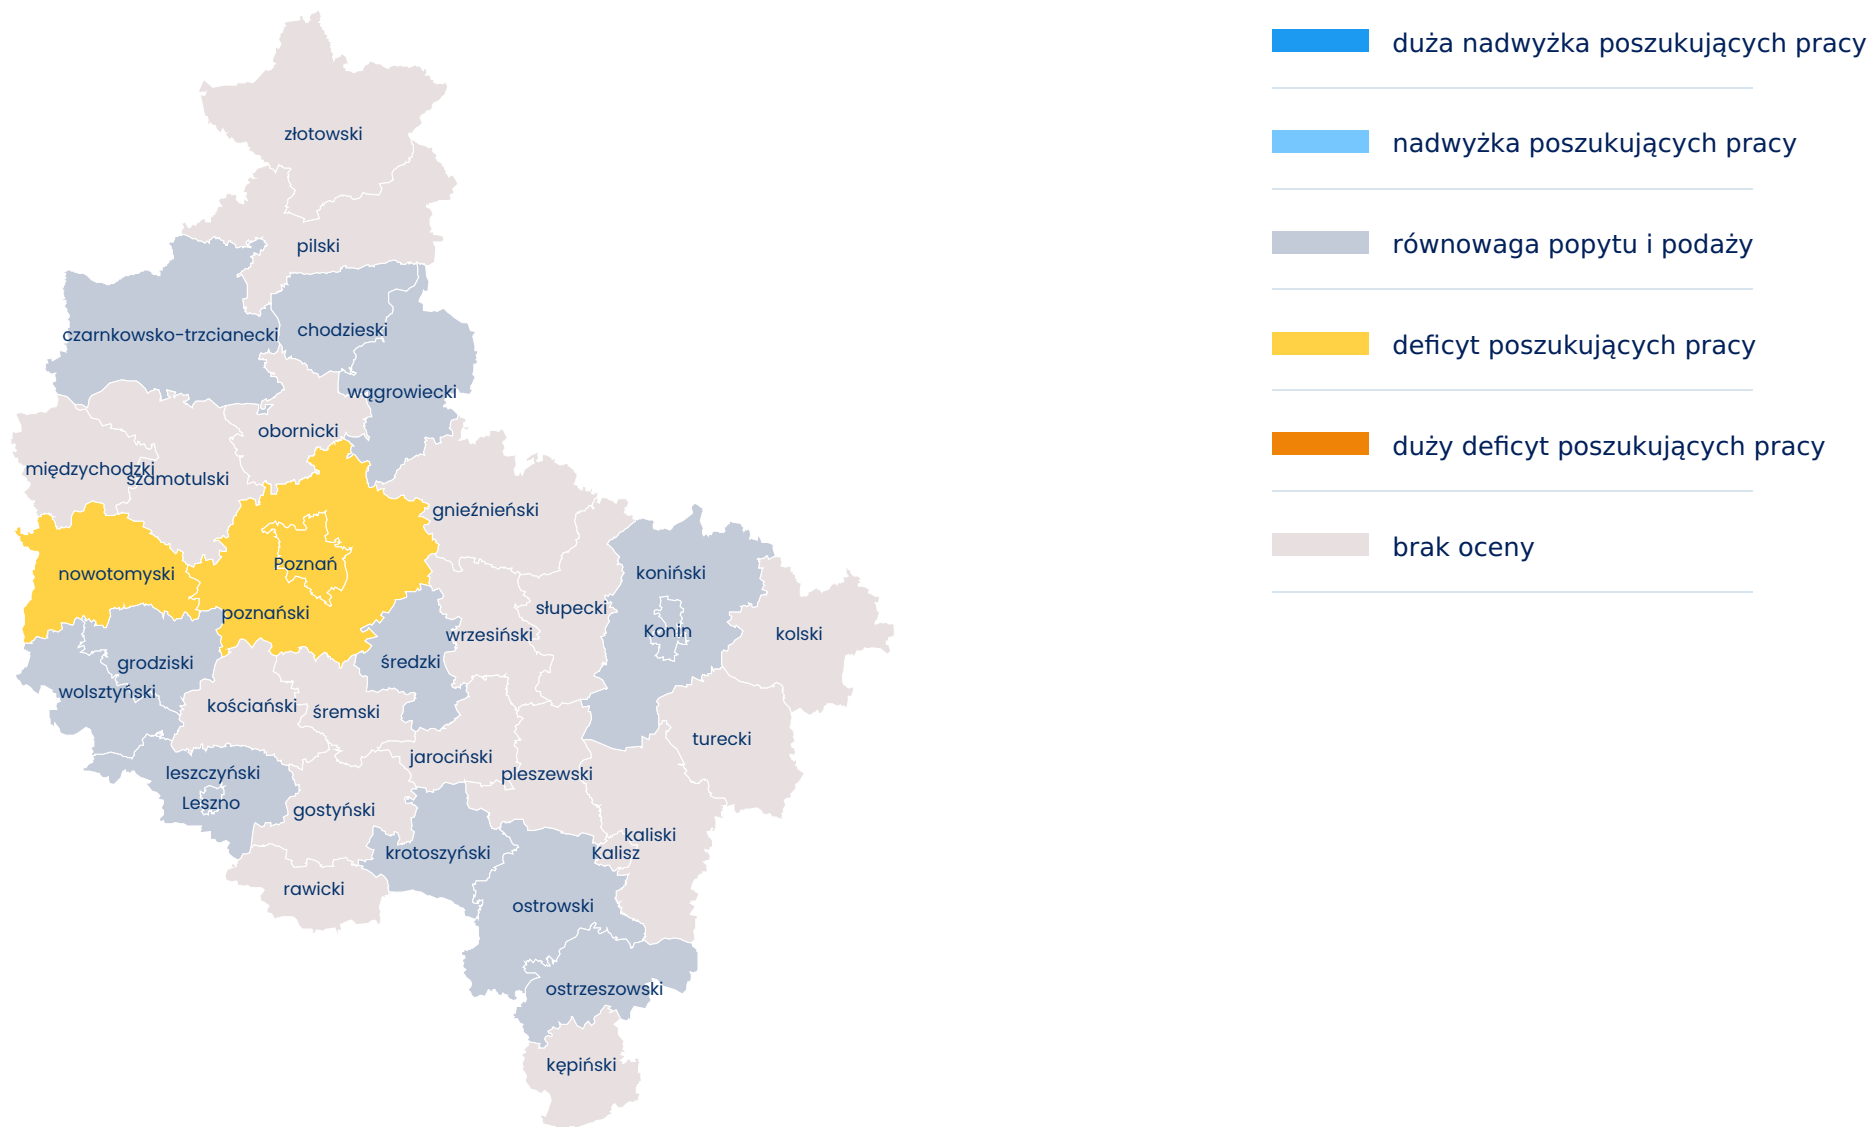 złotowski
pilski
czarnkowsko-trzcianecki
chodzieski
wągrowiecki
obornicki
międzychodzki
szamotulski
gnieźnieński
Poznań
nowotomyski
koniński
poznański
słupecki
Konin
wrzesiński
kolski
grodziski
średzki
wolsztyński
kościański
śremski
turecki
jarociński
leszczyński
pleszewski
Leszno
gostyński
kaliski
krotoszyński
Kalisz
rawicki
ostrowski
ostrzeszowski
kępiński
duża nadwyżka poszukujących pracy
nadwyżka poszukujących pracy
równowaga popytu i podaży
deficyt poszukujących pracy
duży deficyt poszukujących pracy
brak oceny